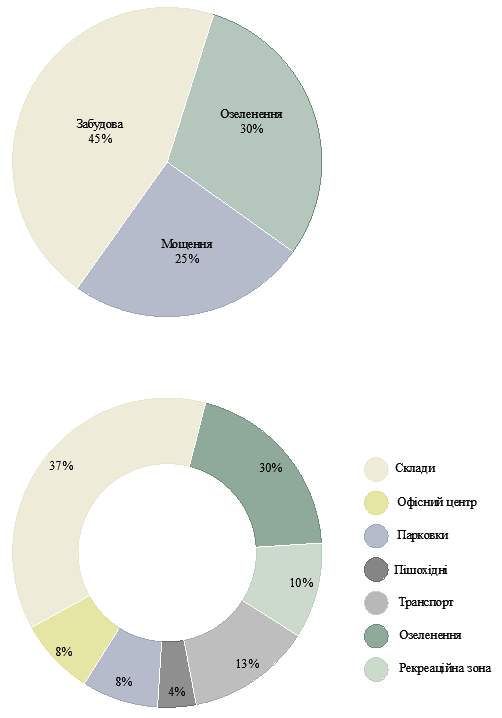 Забудова
45%
Озеленення
30%
Мощення
25%
37%
30%
10%
13%
4%
8%
8%
Склади
Офісний центр
Парковки
Пішохідні
Транспорт
Озеленення
Рекреаційна зона